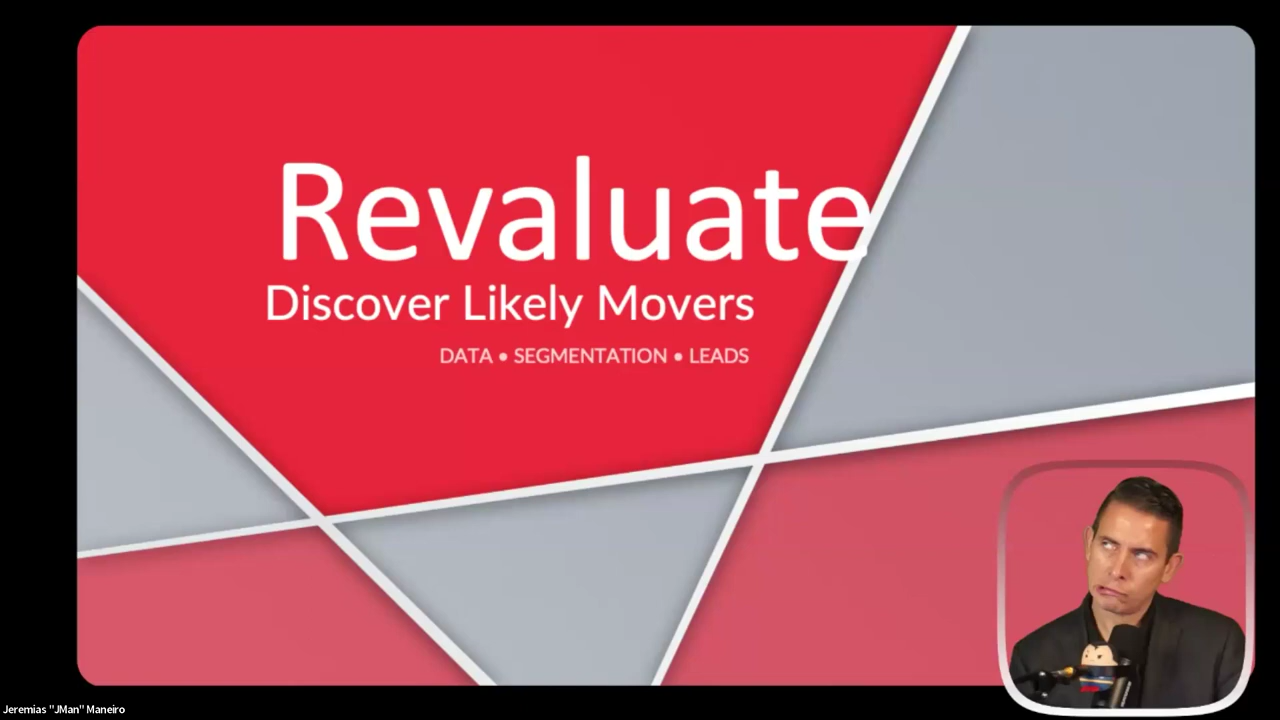 Revaluate
Discover Likely Movers
DATA • SEGMENTATION • LEADS
Jeremias "JMan" Maneiro